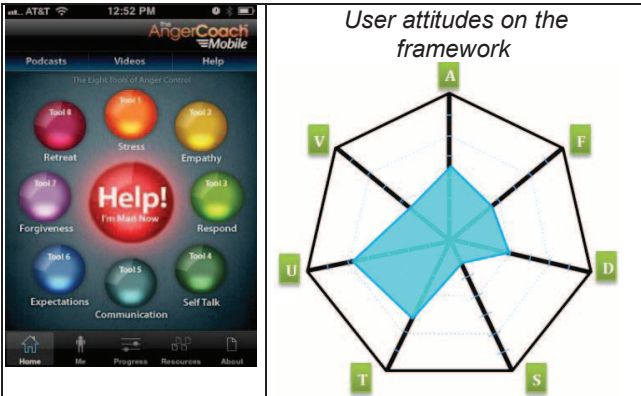 AT&T
12:52 PM
the
AngerCoach
Mobile
Podcasts Videos Help
The Eight Tools of Anger Control
Tool 8
Retreat
Tool 1
Stress
Tool 2
Empathy
Tool 7
Forgiveness
Help!
I'm Mad Now
Tool 3
Respond
Tool 6
Expectations
Tool 5
Communication
Tool 4
Self Talk
Home Me Progress Resources About
User attitudes on the
framework
A
V
F
U
D
T
S